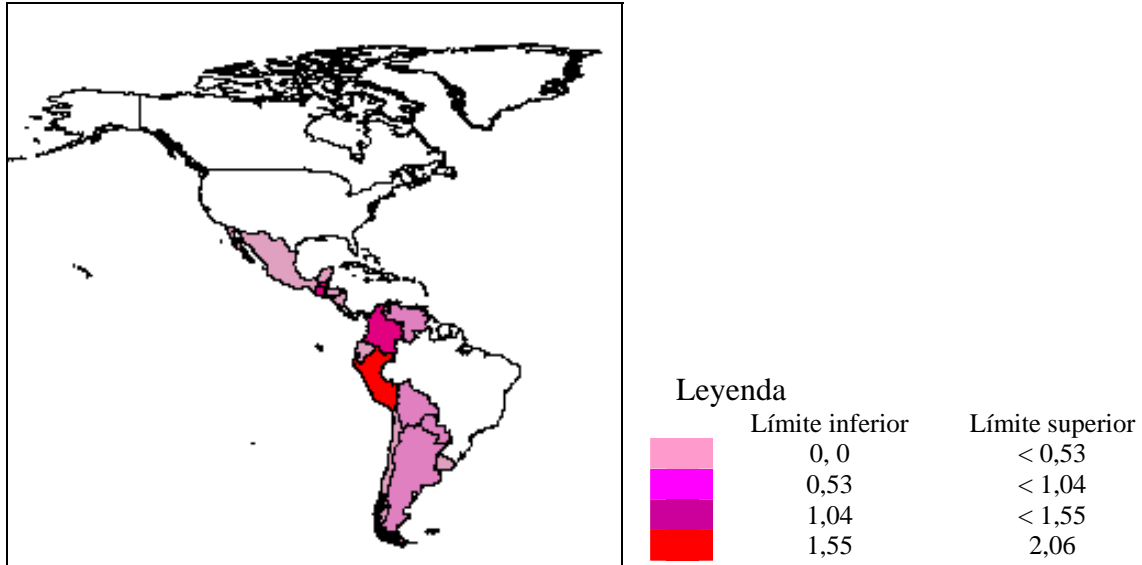 Leyenda
Límite inferior Límite superior
0, 0 < 0,53
0,53 < 1,04
1,04 < 1,55
1,55 2,06